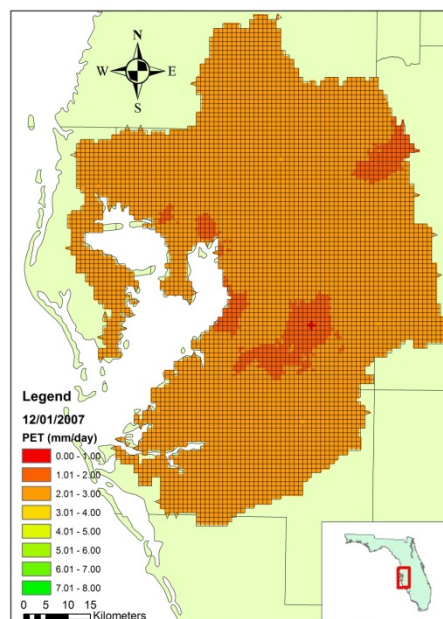 N
W E
S
Legend
12/01/2007
PET (mm/day)
0.00 - 1.00
1.01 - 2.00
2.01 - 3.00
3.01 - 4.00
4.01 - 5.00
5.01 - 6.00
6.01 - 7.00
7.01 - 8.00
0 5 10 15
Kilometers